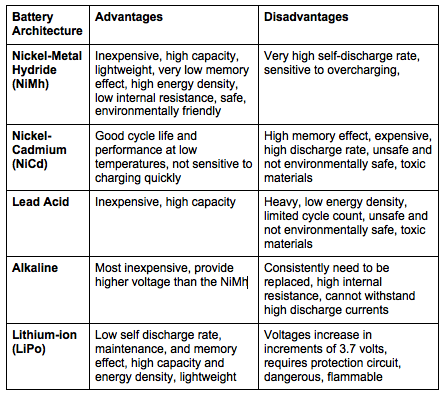 Battery Architecture
Advantages
Disadvantages
Nickel-Metal
Hydride
(NiMh)
Inexpensive, high capacity,
lightweight, very low memory
effect, high energy density,
low internal resistance, safe,
environmentally friendly
Very high self-discharge rate,
sensitive to overcharging,
Nickel-
Cadmium
(NiCd)
Good cycle life and
performance at low
temperatures, not sensitive to
charging quickly
High memory effect, expensive,
high discharge rate, unsafe and
not environmentally safe, toxic
materials
Lead Acid
Inexpensive, high capacity
Heavy, low energy density,
limited cycle count, unsafe and
not environmentally safe, toxic
materials
Alkaline
Most inexpensive, provide
higher voltage than the NiMh
Consistently need to be
replaced, high internal
resistance, cannot withstand
high discharge currents
Lithium-ion
(LiPo)
Low self discharge rate,
maintenance, and memory
effect, high capacity and
energy density, lightweight
Voltages increase in
increments of 3.7 volts,
requires protection circuit,
dangerous, flammable